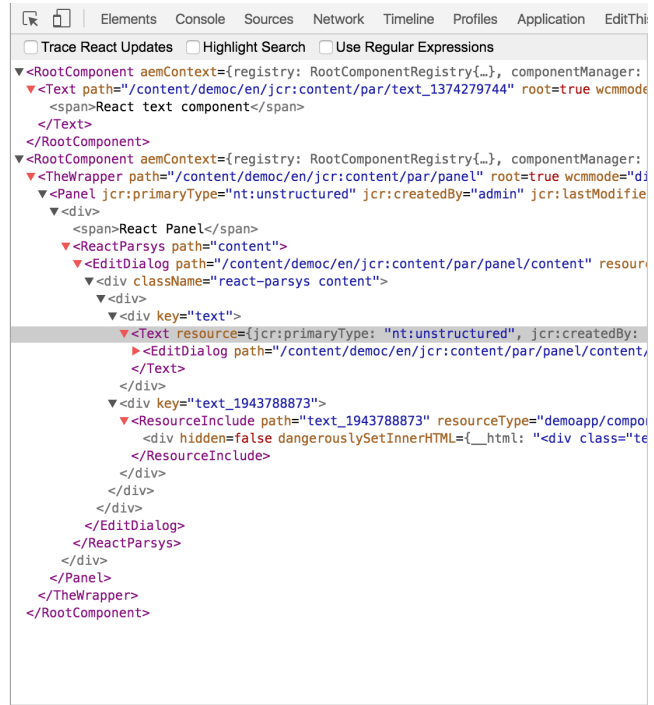 Elements Console Sources Network Timeline Profiles Application EditThis
Trace React Updates Highlight Search Use Regular Expressions
▼<RootComponent aemContext={registry: RootComponentRegistry{…}, componentManager:
▼<Text path="/content/democ/en/jcr:content/par/text_1374279744" root=true wcmmode
<span>React text component</span>
</Text>
</RootComponent>
▼<RootComponent aemContext={registry: RootComponentRegistry{…}, componentManager:
▼<TheWrapper path="/content/democ/en/jcr:content/par/panel" root=true wcmmode="di
▼<Panel jcr:primaryType="nt:unstructured" jcr:createdBy="admin" jcr:lastModifie
▼<div>
<span>React Panel</span>
▼<ReactParsys path="content">
▼<EditDialog path="/content/democ/en/jcr:content/par/panel/content" resour
▼<div className="react-parsys content">
▼<div>
▼<div key="text">
▼<Text resource={jcr:primaryType: "nt:unstructured", jcr:createdBy:
▶<EditDialog path="/content/democ/en/jcr:content/par/panel/content/
</Text>
</div>
▼<div key="text_1943788873">
▼<ResourceInclude path="text_1943788873" resourceType="demoapp/compo
<div hidden=false dangerouslySetInnerHTML={__html: "<div class="te
</ResourceInclude>
</div>
</div>
</div>
</EditDialog>
</ReactParsys>
</div>
</Panel>
</TheWrapper>
</RootComponent>